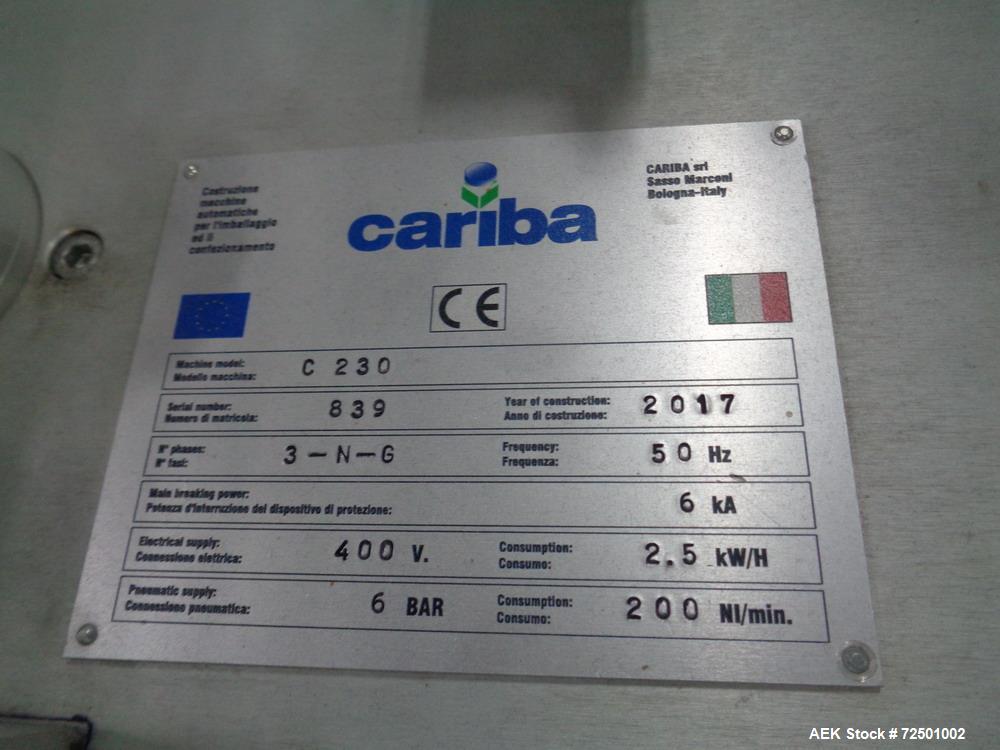 Costruzione
macchine
automatiche
per l'imballaggio
ed il
confezionamento
cariba
CARIBA srl
Sasso Marconi
Bologna-Italy
CE
Machine model: C 230
Modello macchina:
Serial number: 839 Year of construction: 2017
Numero di matricola: Anno di costruzione:
N° phases: 3-N-G Frequency: 50 Hz
N° fasi: Frequenza:
Main breaking power: 6 kA
Potenza d'interruzione del dispositivo di protezione:
Electrical supply: 400 V. Consumption: 2.5 kW/H
Connessione elettrica: Consumo:
Pneumatic supply: 6 BAR Consumption: 200 Nl/min.
Connessione pneumatica: Consumo:
AEK Stock # 72501002